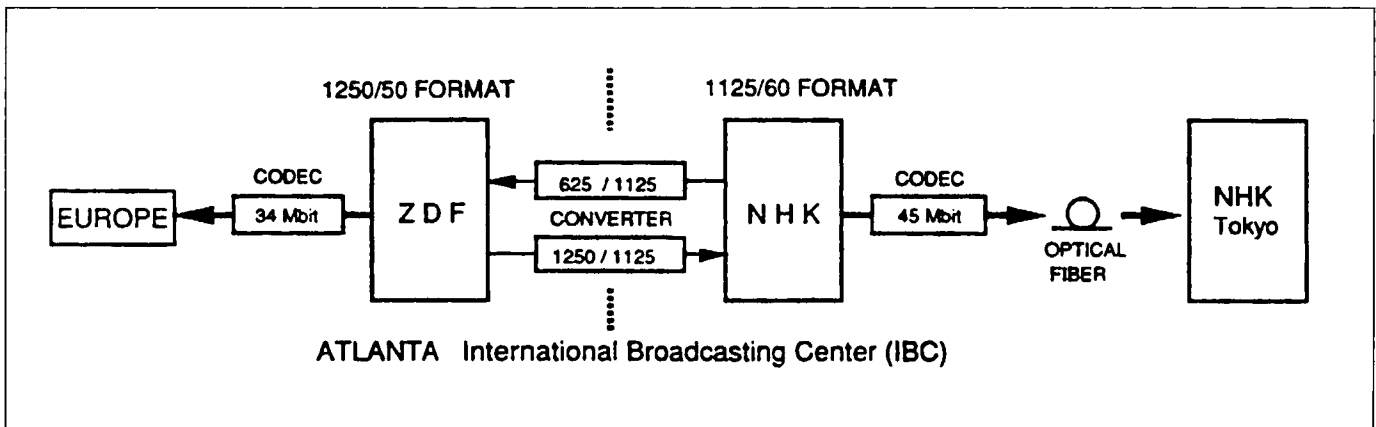 1250/50 FORMAT
1125/60 FORMAT
EUROPE
CODEC
34 Mbit
Z D F
625 / 1125
CONVERTER
1250 / 1125
N H K
CODEC
45 Mbit
OPTICAL
FIBER
NHK
Tokyo
ATLANTA International Broadcasting Center (IBC)